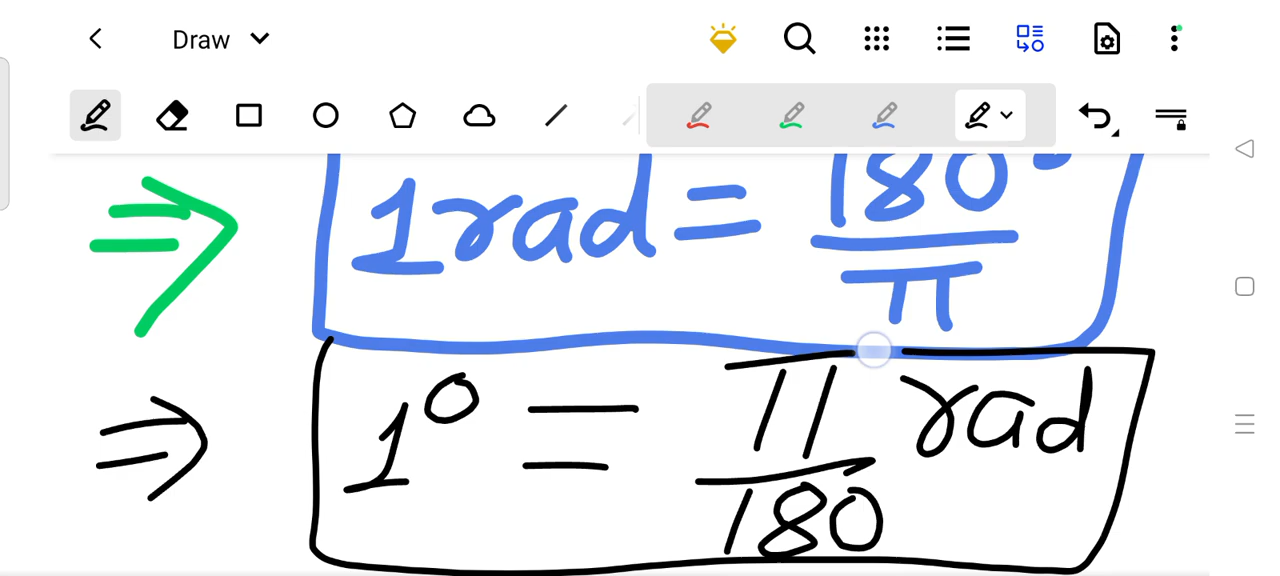 Draw
⇒ 1rad = 180° / π
⇒ 1° = π / 180 rad